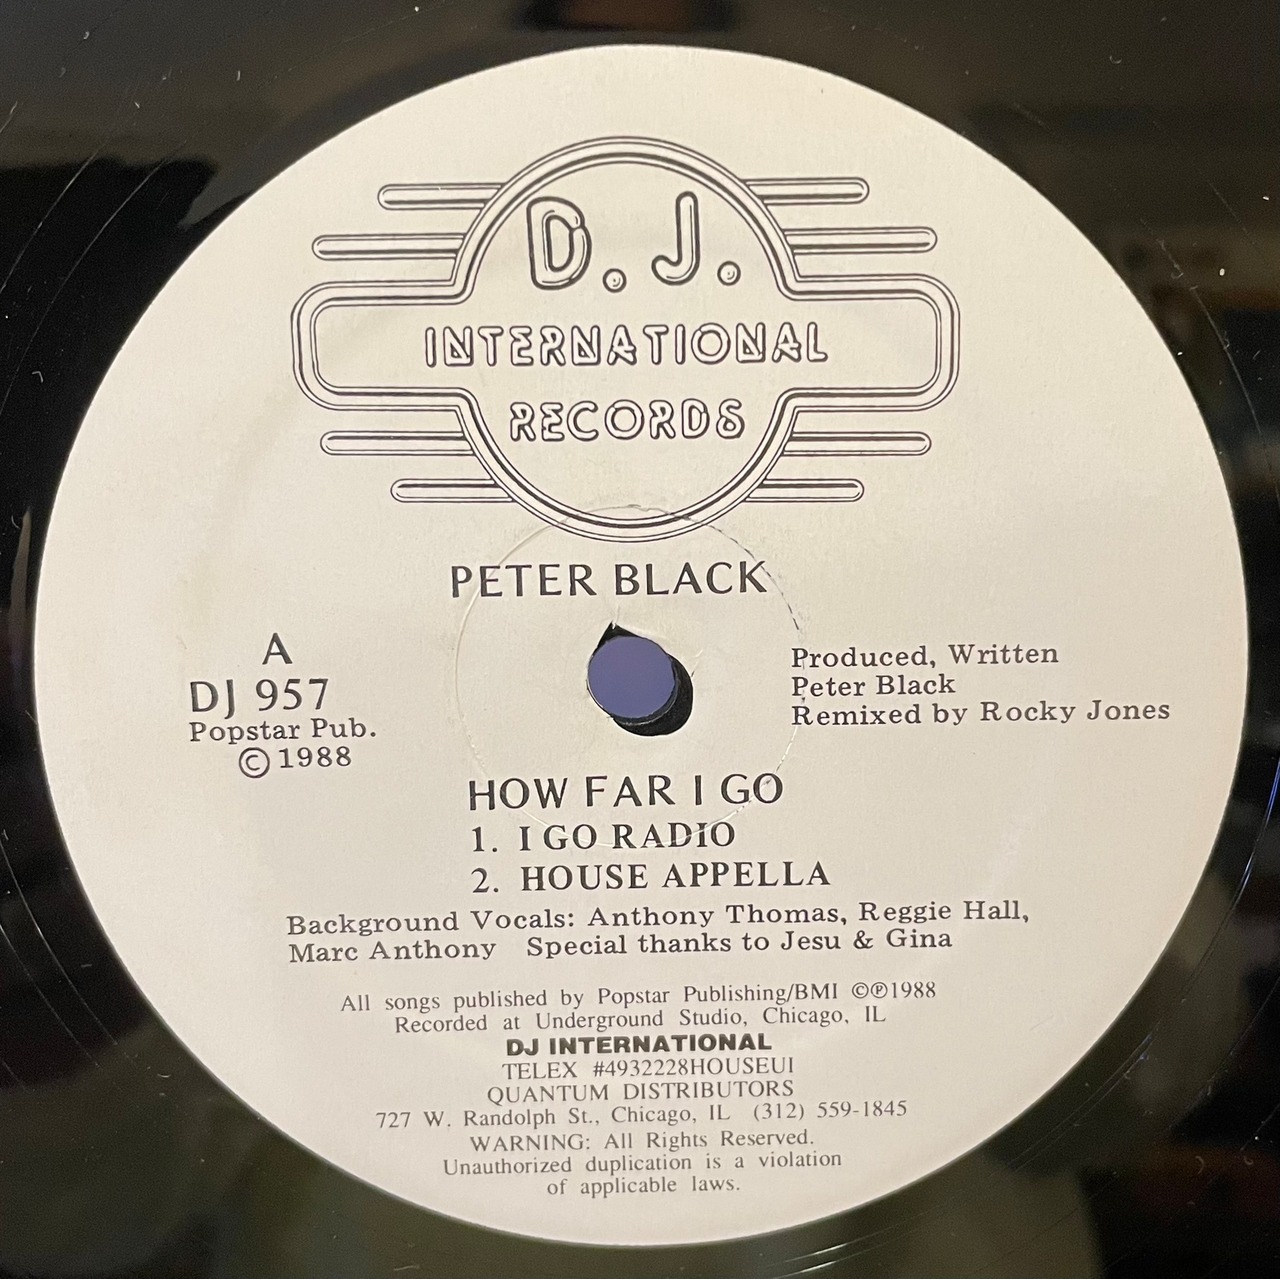 D. J.
INTERNATIONAL
RECORDS
PETER BLACK
A
DJ 957
Popstar Pub.
© 1988
Produced, Written
Peter Black
Remixed by Rocky Jones
HOW FAR I GO
1. I GO RADIO
2. HOUSE APPELLA
Background Vocals: Anthony Thomas, Reggie Hall,
Marc Anthony Special thanks to Jesu & Gina
All songs published by Popstar Publishing/BMI ©℗1988
Recorded at Underground Studio, Chicago, IL
DJ INTERNATIONAL
TELEX #4932228HOUSEUI
QUANTUM DISTRIBUTORS
727 W. Randolph St., Chicago, IL (312) 559-1845
WARNING: All Rights Reserved.
Unauthorized duplication is a violation
of applicable laws.